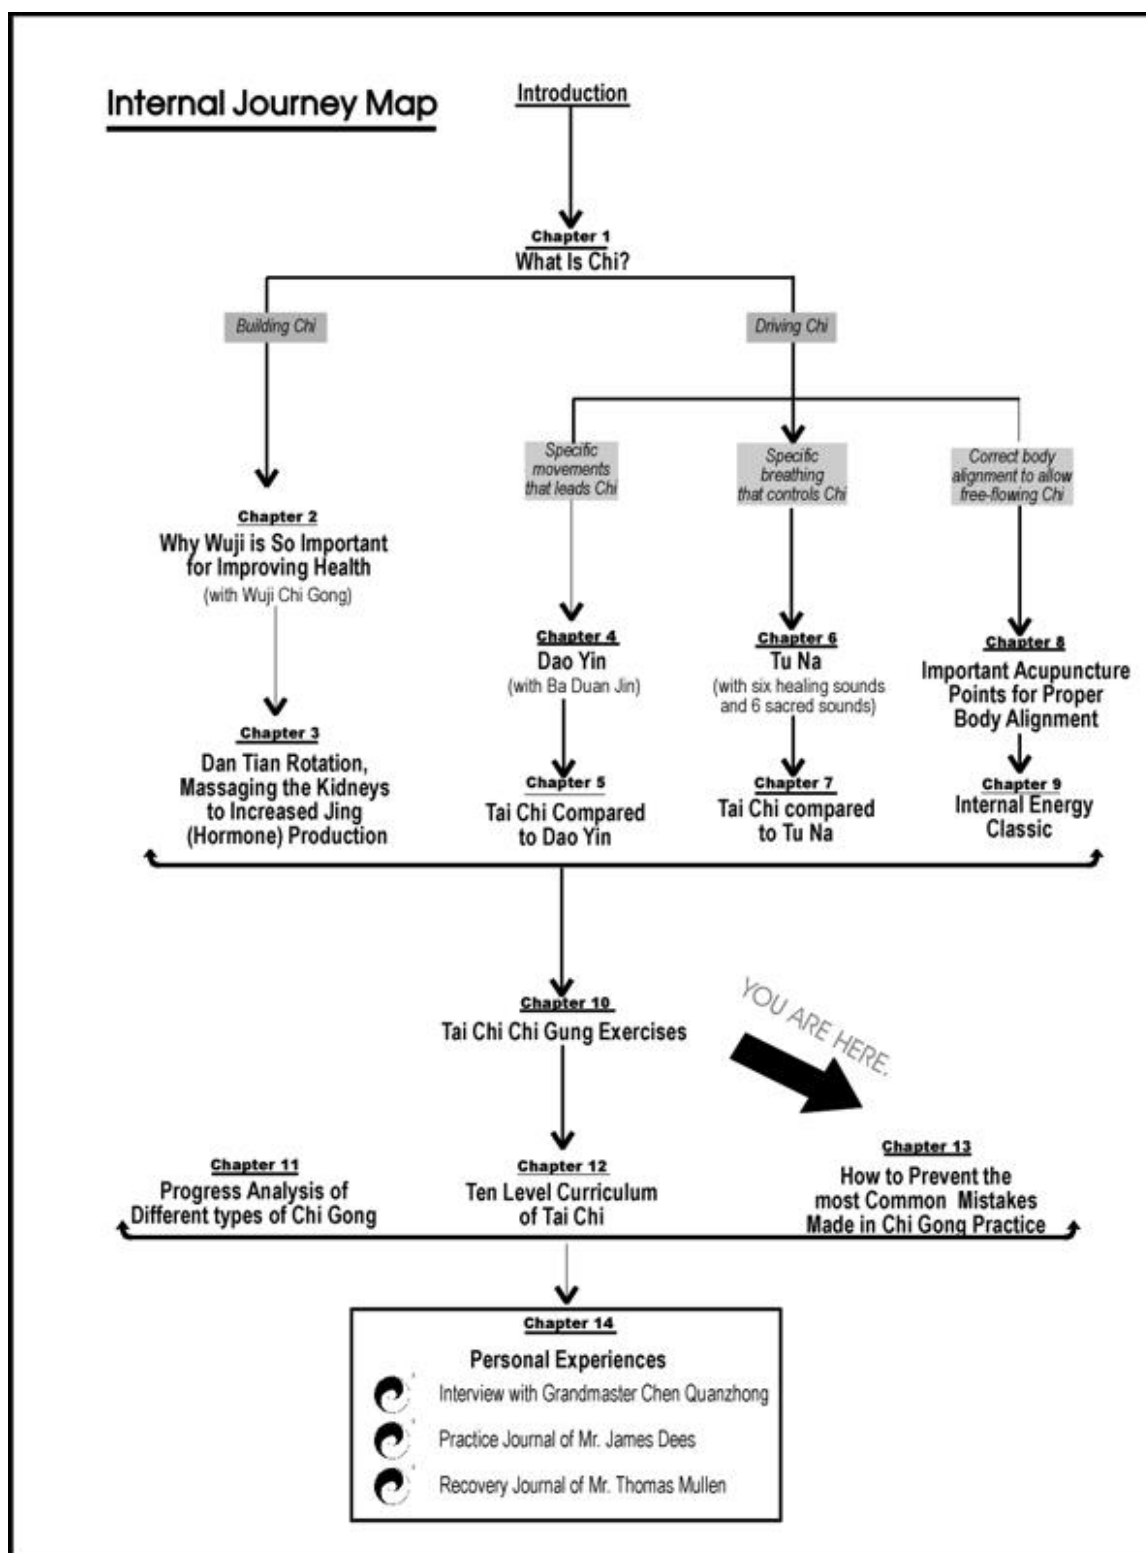 Internal Journey Map
Introduction
Chapter 1
What Is Chi?
Building Chi
Driving Chi
Specific
movements
that leads Chi
Specific
breathing
that controls Chi
Correct body
alignment to allow
free-flowing Chi
Chapter 2
Why Wuji is So Important
for Improving Health
(with Wuji Chi Gong)
Chapter 3
Dan Tian Rotation,
Massaging the Kidneys
to Increased Jing
(Hormone) Production
Chapter 4
Dao Yin
(with Ba Duan Jin)
Chapter 5
Tai Chi Compared
to Dao Yin
Chapter 6
Tu Na
(with six healing sounds
and 6 sacred sounds)
Chapter 7
Tai Chi compared
to Tu Na
Chapter 8
Important Acupuncture
Points for Proper
Body Alignment
Chapter 9
Internal Energy
Classic
Chapter 10
Tai Chi Chi Gung Exercises
YOU ARE HERE.
Chapter 11
Progress Analysis of
Different types of Chi Gong
Chapter 12
Ten Level Curriculum
of Tai Chi
Chapter 13
How to Prevent the
most Common Mistakes
Made in Chi Gong Practice
Chapter 14
Personal Experiences
Interview with Grandmaster Chen Quanzhong
Practice Journal of Mr. James Dees
Recovery Journal of Mr. Thomas Mullen